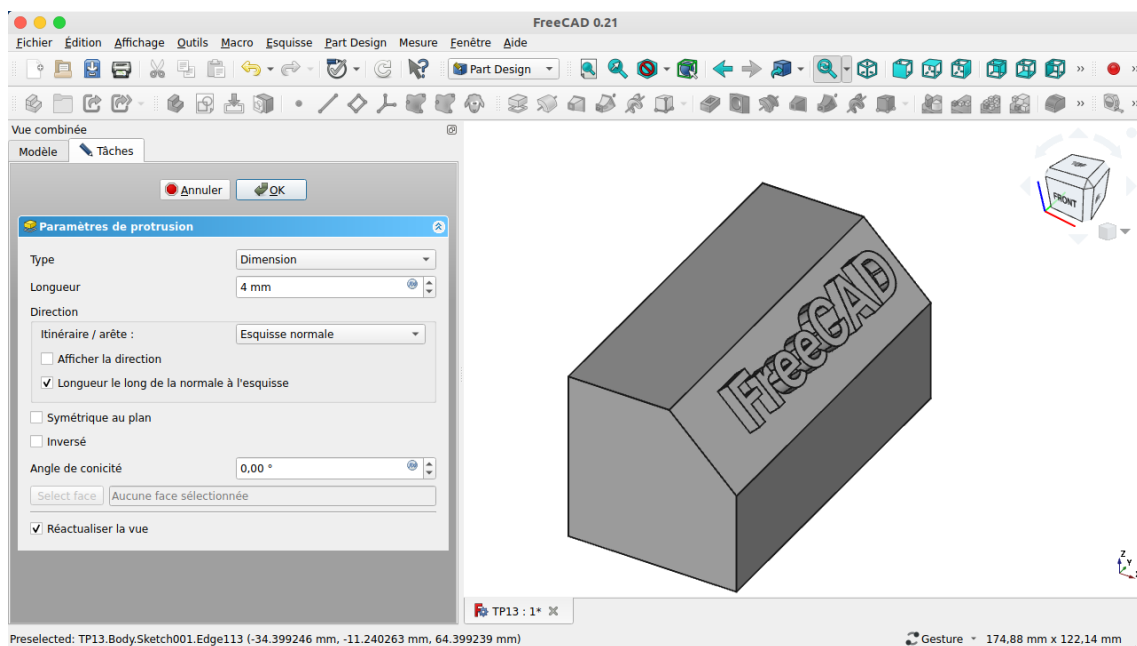 FreeCAD 0.21
Fichier Édition Affichage Outils Macro Esquisse Part Design Mesure Fenêtre Aide
Part Design
Vue combinée
Modèle Tâches
Annuler OK
Paramètres de protrusion
Type Dimension
Longueur 4 mm
Direction
Itinéraire / arête : Esquisse normale
Afficher la direction
Longueur le long de la normale à l'esquisse
Symétrique au plan
Inversé
Angle de conicité 0,00 °
Select face Aucune face sélectionnée
Réactualiser la vue
FRONT
FreeCAD
Z
Y
TP13 : 1*
Preselected: TP13.Body.Sketch001.Edge113 (-34.399246 mm, -11.240263 mm, 64.399239 mm) Gesture 174,88 mm x 122,14 mm